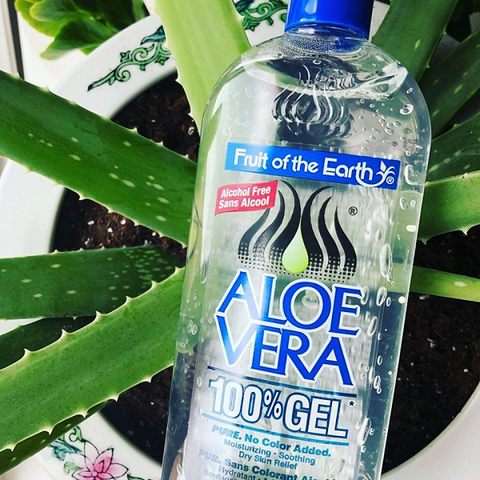 Fruit of the Earth®
Alcohol Free
Sans Alcool
®
ALOE
VERA
100% GEL*
PURE. No Color Added.
Moisturizing • Soothing
Dry Skin Relief
PUR. Sans Colorant
Hydratant